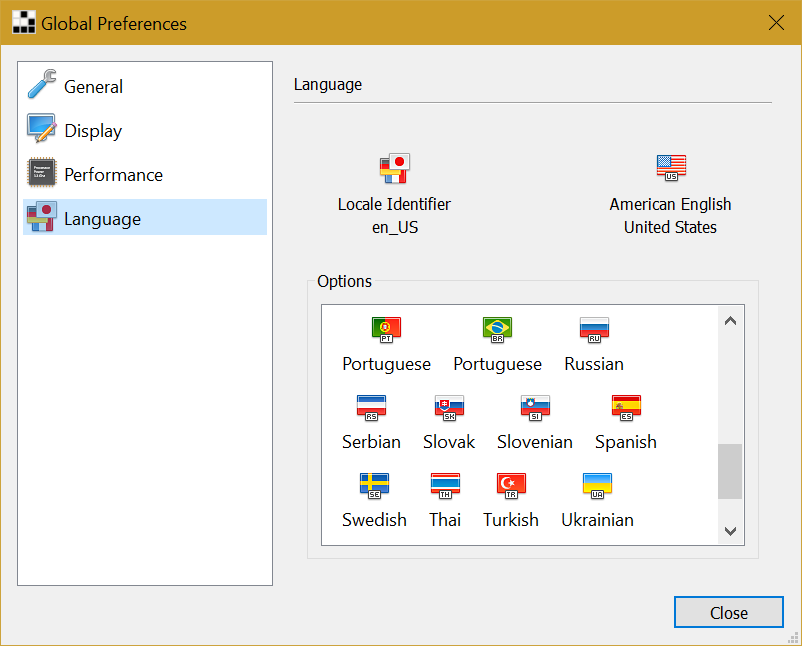 Global Preferences
General
Display
Performance
Language
Language
Locale Identifier
en_US
US
American English
United States
Options
PT BR RU
Portuguese Portuguese Russian
RS SK SI ES
Serbian Slovak Slovenian Spanish
SE TH TR UA
Swedish Thai Turkish Ukrainian
Close